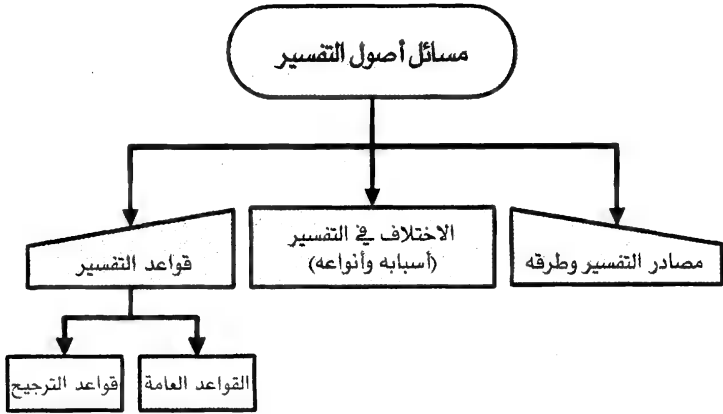 مسائل أصول التفسير
مصادر التفسير وطرقه
الاختلاف في التفسير
(أسبابه وأنواعه)
قواعد التفسير
القواعد العامة
قواعد الترجيح